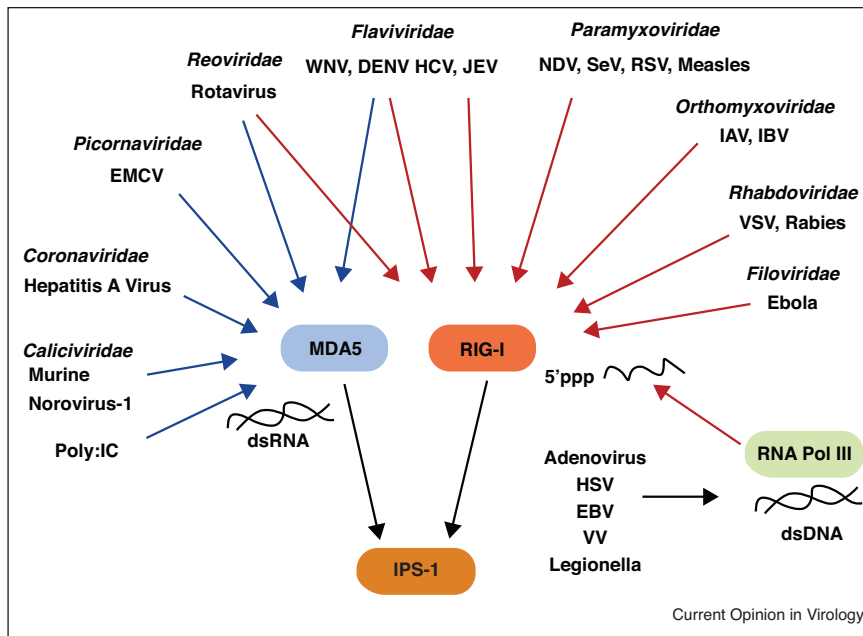 Flaviviridae
WNV, DENV HCV, JEV
Paramyxoviridae
NDV, SeV, RSV, Measles
Reoviridae
Rotavirus
Orthomyxoviridae
IAV, IBV
Picornaviridae
EMCV
Rhabdoviridae
VSV, Rabies
Coronaviridae
Hepatitis A Virus
Filoviridae
Ebola
Caliciviridae
Murine
Norovirus-1
Poly:IC
MDA5
RIG-I
dsRNA
5'ppp
RNA Pol III
dsDNA
Adenovirus
HSV
EBV
VV
Legionella
IPS-1
Current Opinion in Virology